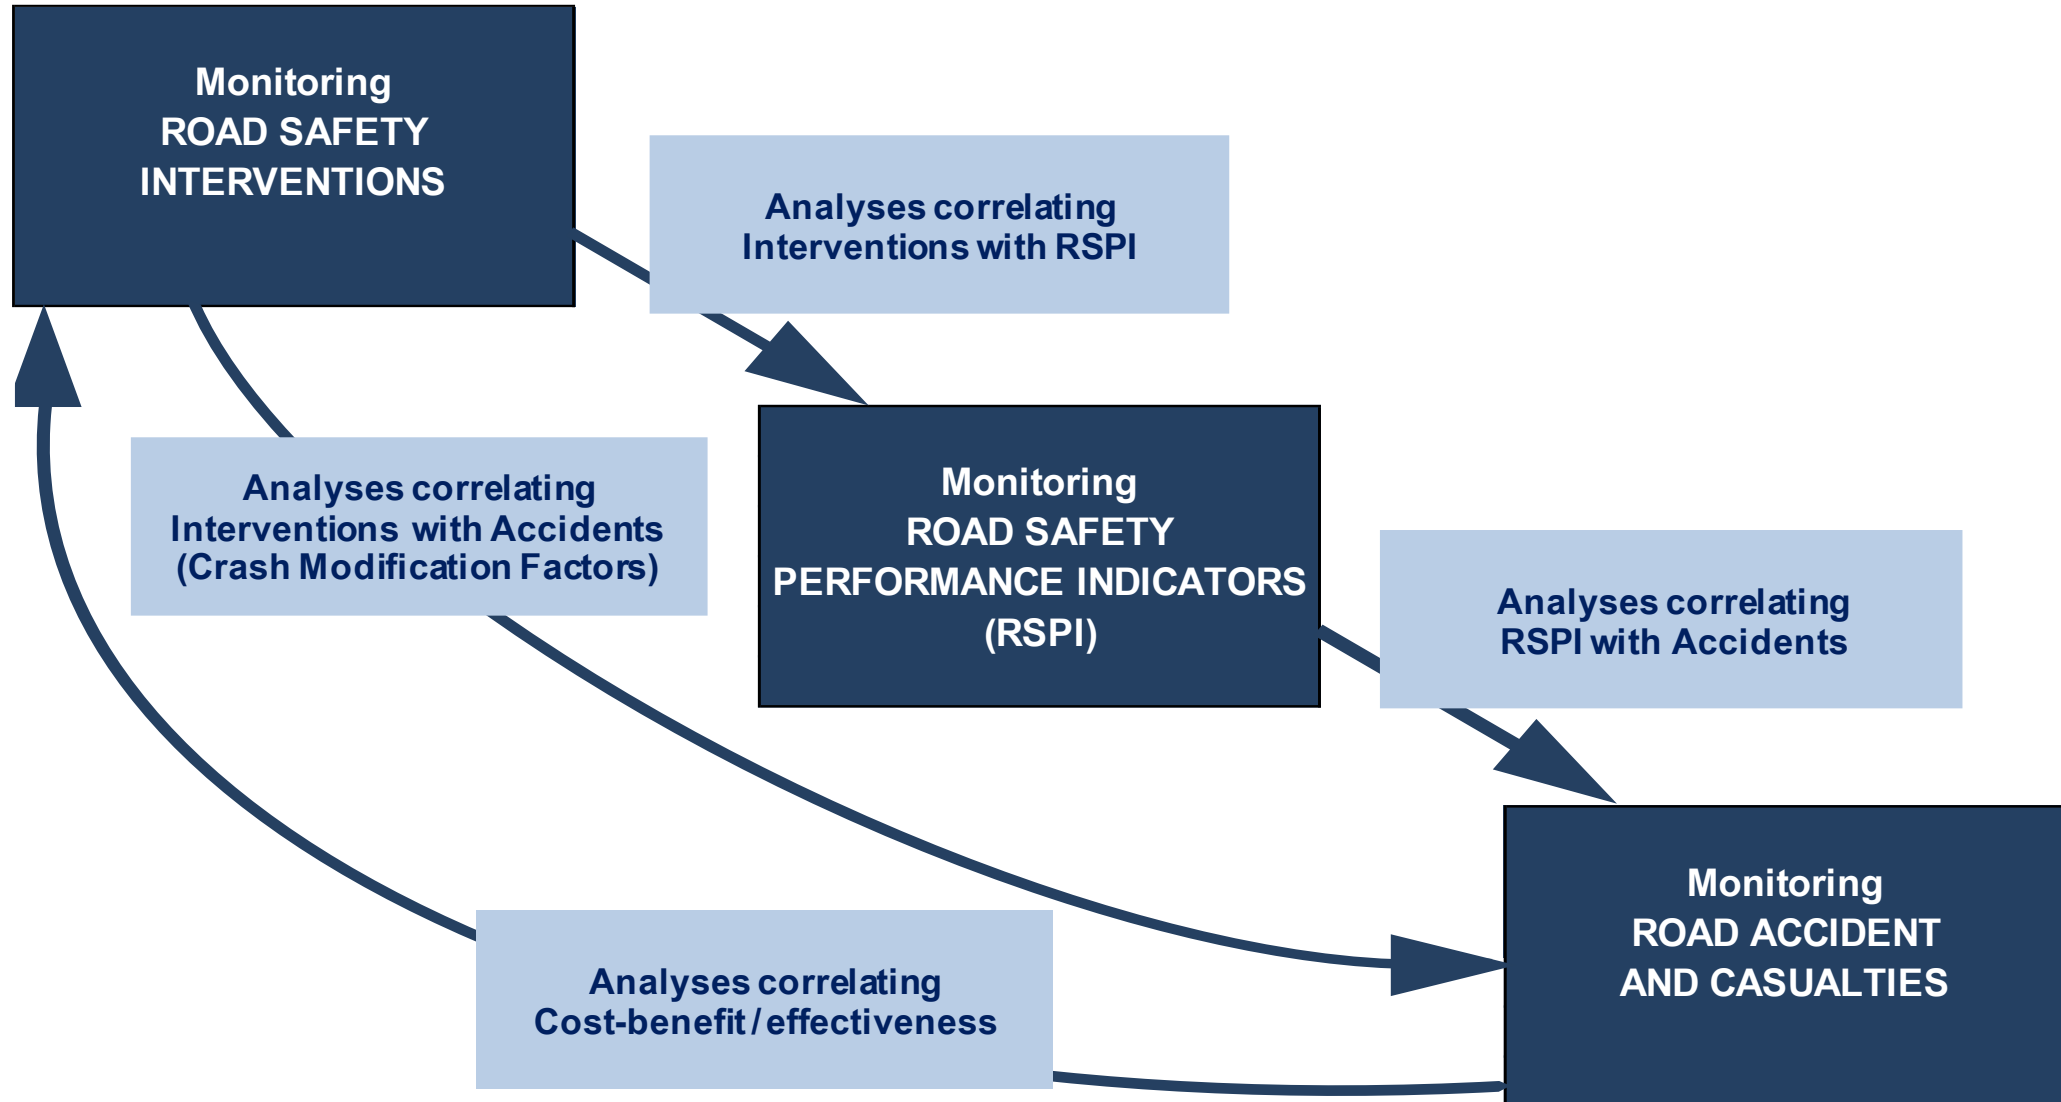 Monitoring
ROAD SAFETY
INTERVENTIONS
Analyses correlating
Interventions with RSPI
Analyses correlating
Interventions with Accidents
(Crash Modification Factors)
Monitoring
ROAD SAFETY
PERFORMANCE INDICATORS
(RSPI)
Analyses correlating
RSPI with Accidents
Monitoring
ROAD ACCIDENT
AND CASUALTIES
Analyses correlating
Cost-benefit / effectiveness